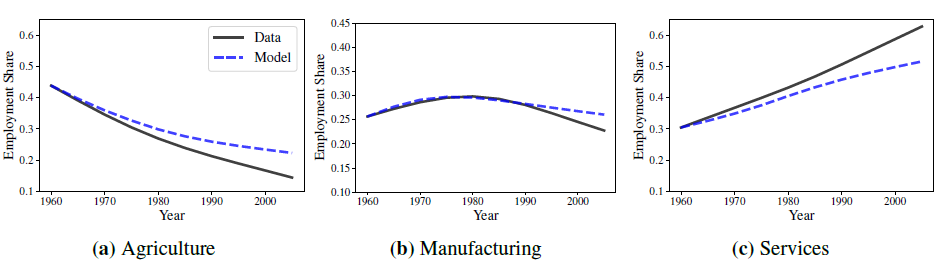 Employment Share
0.6
0.5
0.4
0.3
0.2
0.1
1960 1970 1980 1990 2000
Year
Data
Model
(a) Agriculture
Employment Share
0.45
0.40
0.35
0.30
0.25
0.20
0.15
0.10
1960 1970 1980 1990 2000
Year
(b) Manufacturing
Employment Share
0.6
0.5
0.4
0.3
0.2
0.1
1960 1970 1980 1990 2000
Year
(c) Services